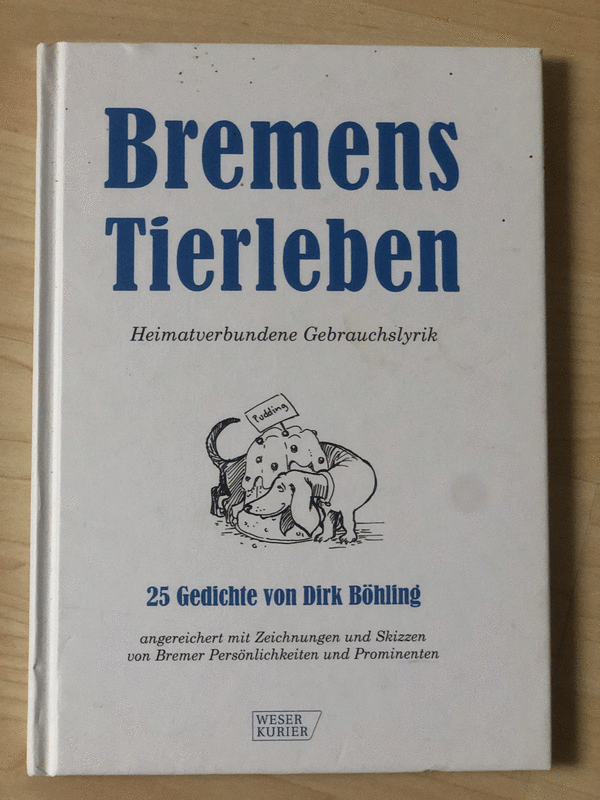 Bremens
Tierleben
Heimatverbundene Gebrauchslyrik
Pudding
25 Gedichte von Dirk Böhling
angereichert mit Zeichnungen und Skizzen
von Bremer Persönlichkeiten und Prominenten
WESER
KURIER